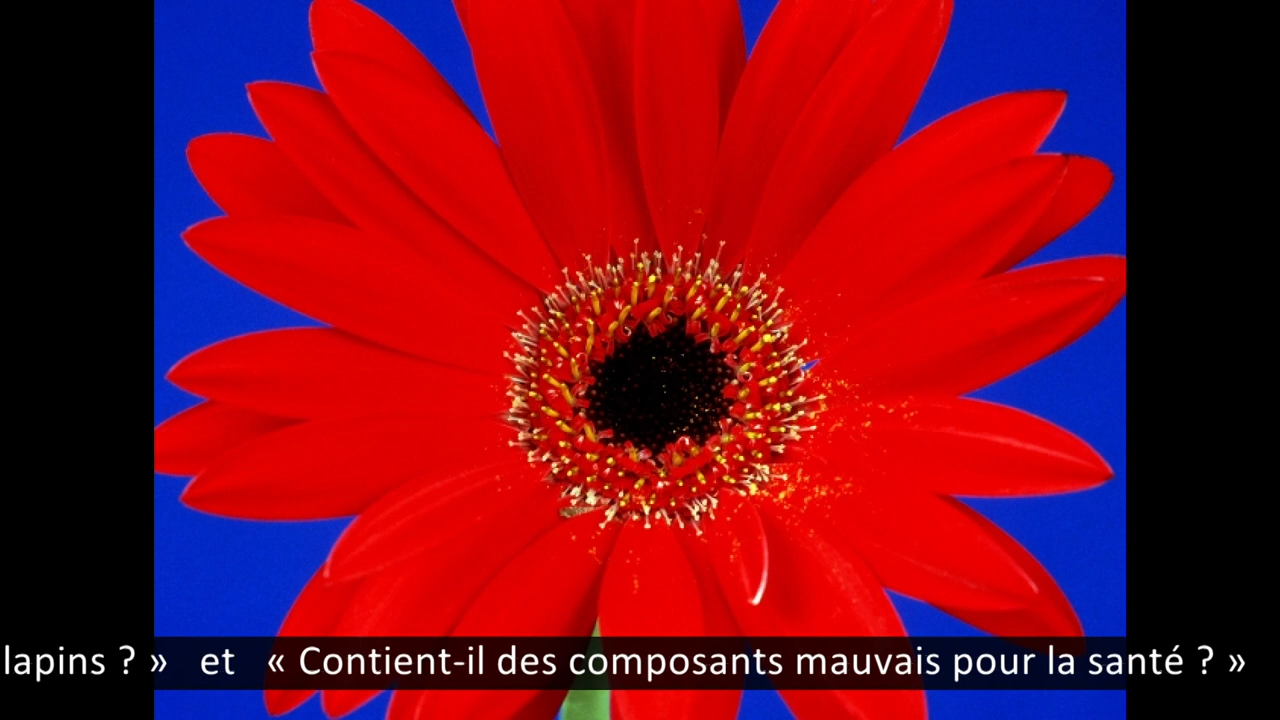 lapins ? » et « Contient-il des composants mauvais pour la santé ? »